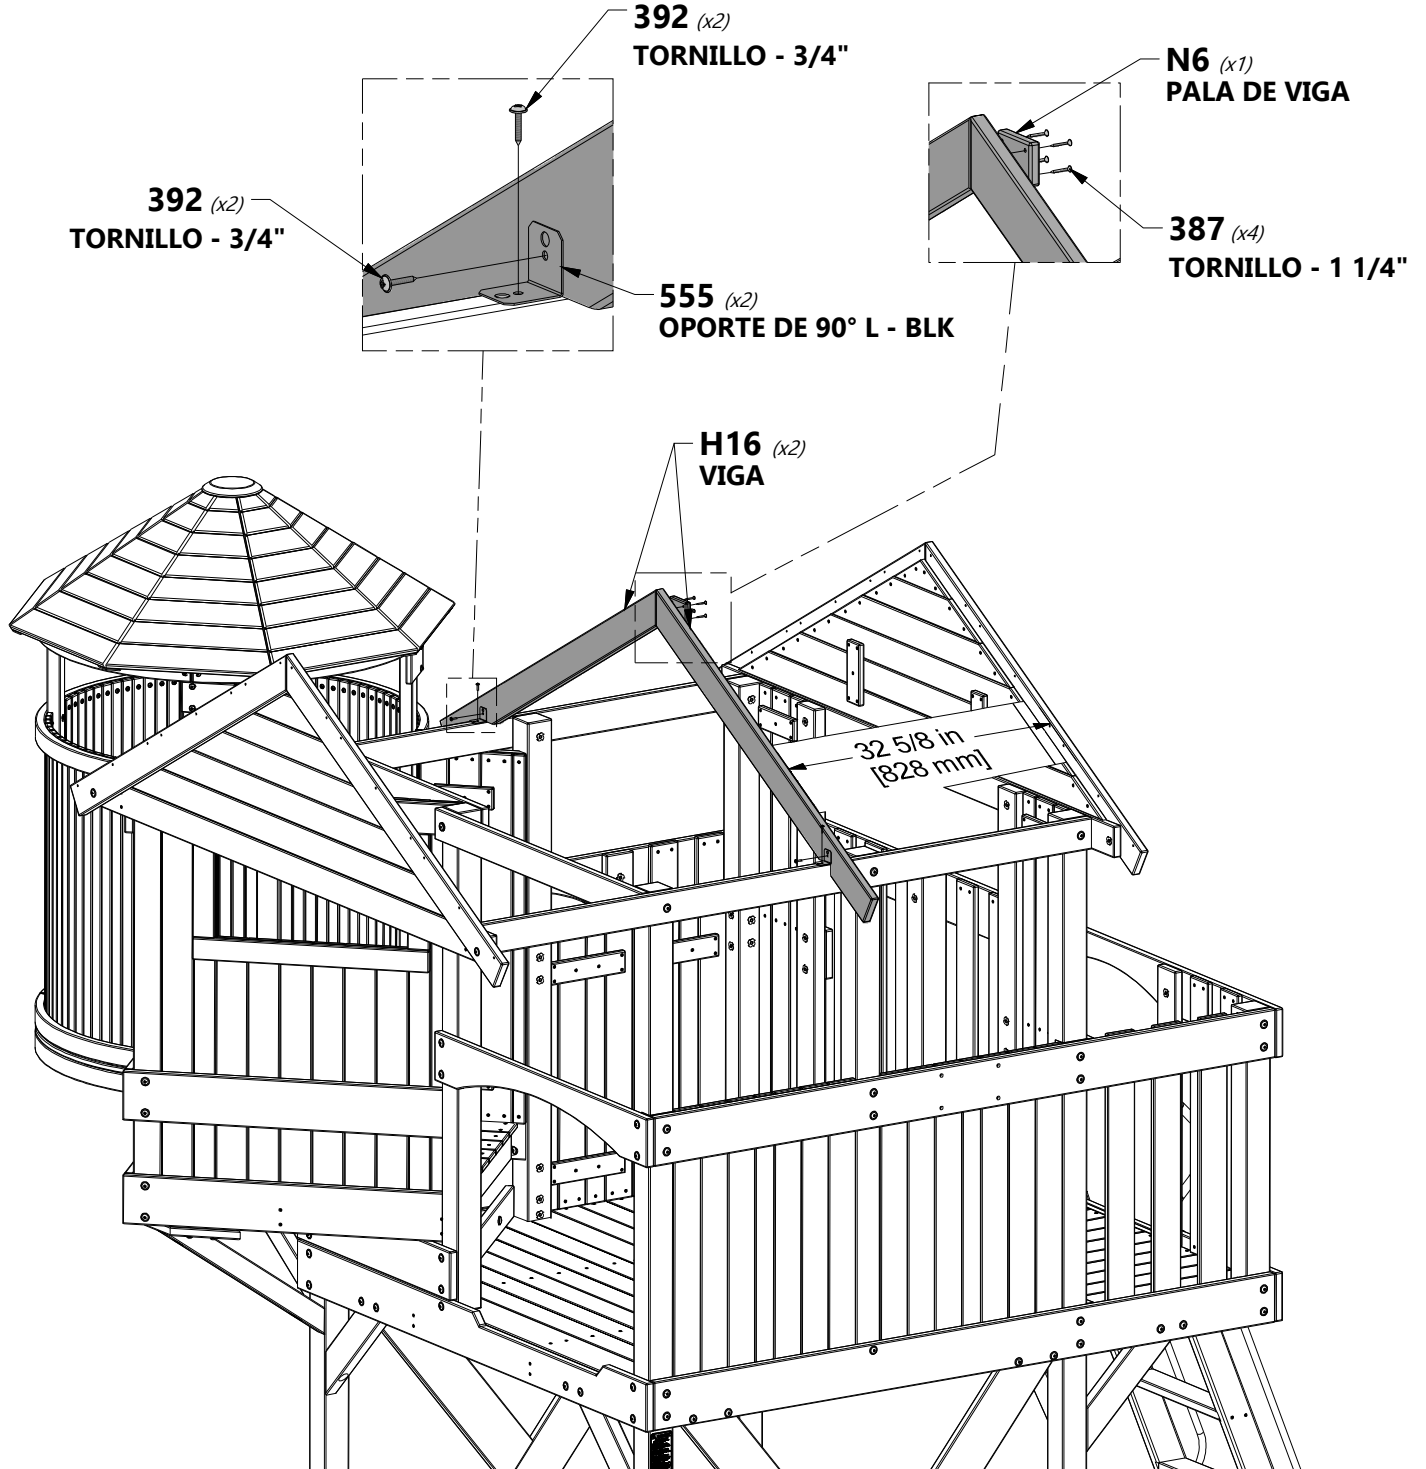 392 (x2)
TORNILLO - 3/4"
N6 (x1)
PALA DE VIGA
392 (x2)
TORNILLO - 3/4"
387 (x4)
TORNILLO - 1 1/4"
555 (x2)
OPORTE DE 90° L - BLK
H16 (x2)
VIGA
32 5/8 in
[828 mm]